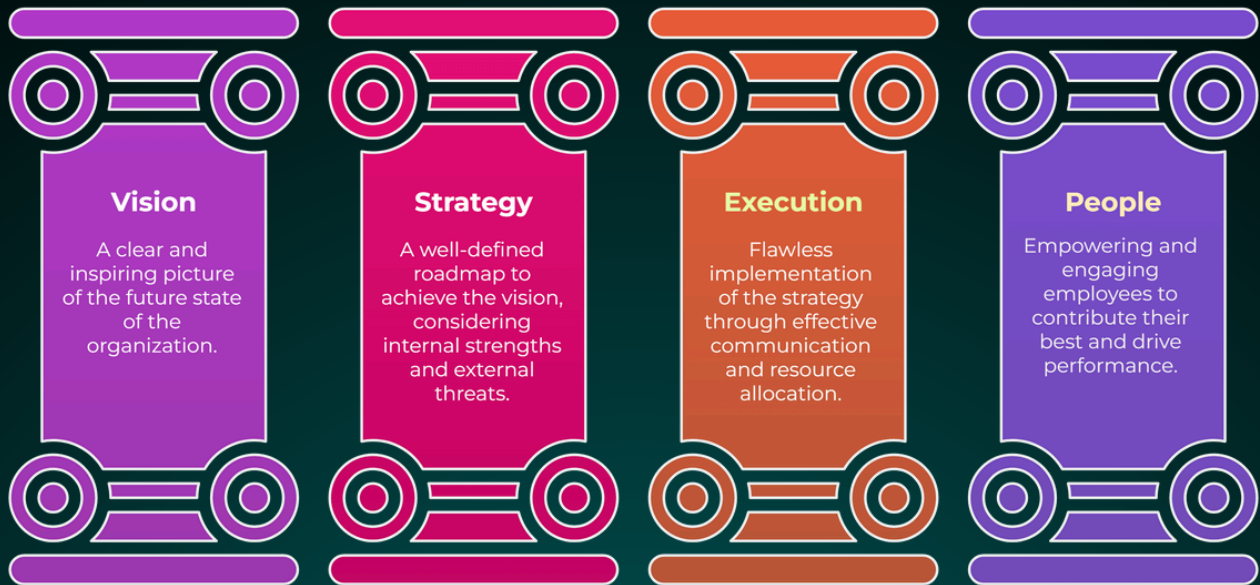 Vision
A clear and
inspiring picture
of the future state
of the
organization.
Strategy
A well-defined
roadmap to
achieve the vision,
considering
internal strengths
and external
threats.
Execution
Flawless
implementation
of the strategy
through effective
communication
and resource
allocation.
People
Empowering and
engaging
employees to
contribute their
best and drive
performance.